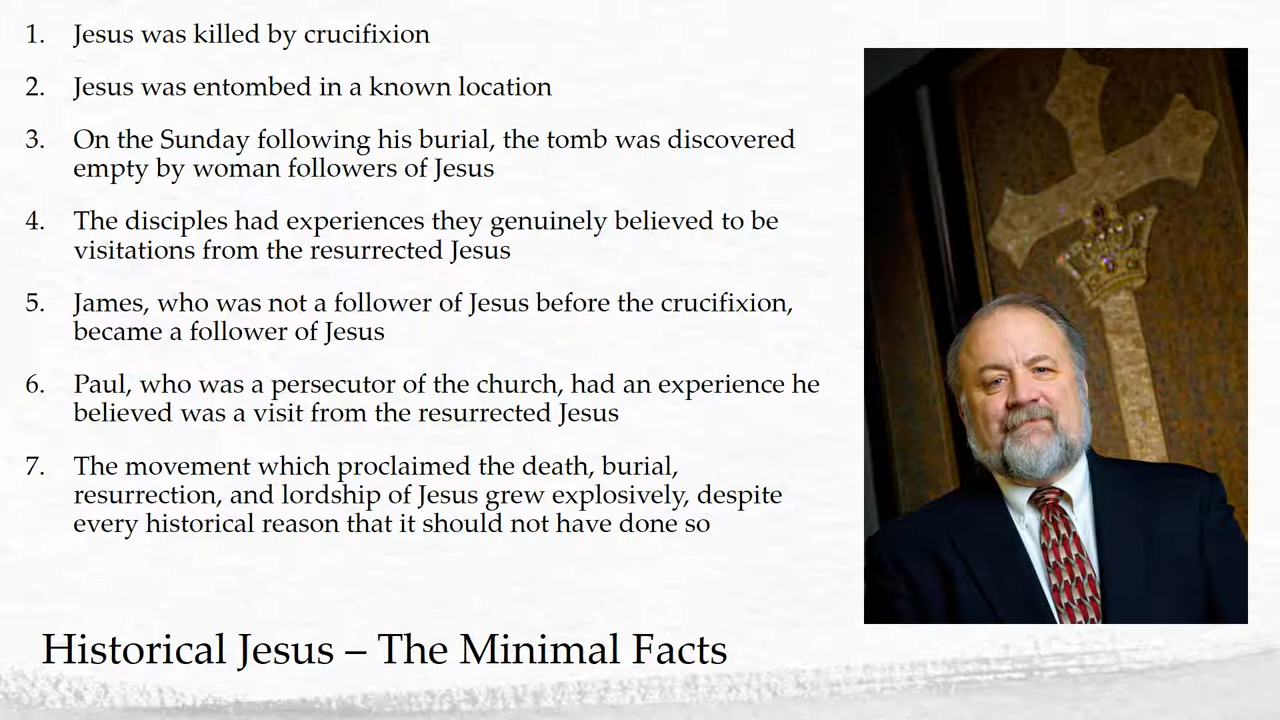 1. Jesus was killed by crucifixion
2. Jesus was entombed in a known location
3. On the Sunday following his burial, the tomb was discovered
empty by woman followers of Jesus
4. The disciples had experiences they genuinely believed to be
visitations from the resurrected Jesus
5. James, who was not a follower of Jesus before the crucifixion,
became a follower of Jesus
6. Paul, who was a persecutor of the church, had an experience he
believed was a visit from the resurrected Jesus
7. The movement which proclaimed the death, burial,
resurrection, and lordship of Jesus grew explosively, despite
every historical reason that it should not have done so
Historical Jesus – The Minimal Facts